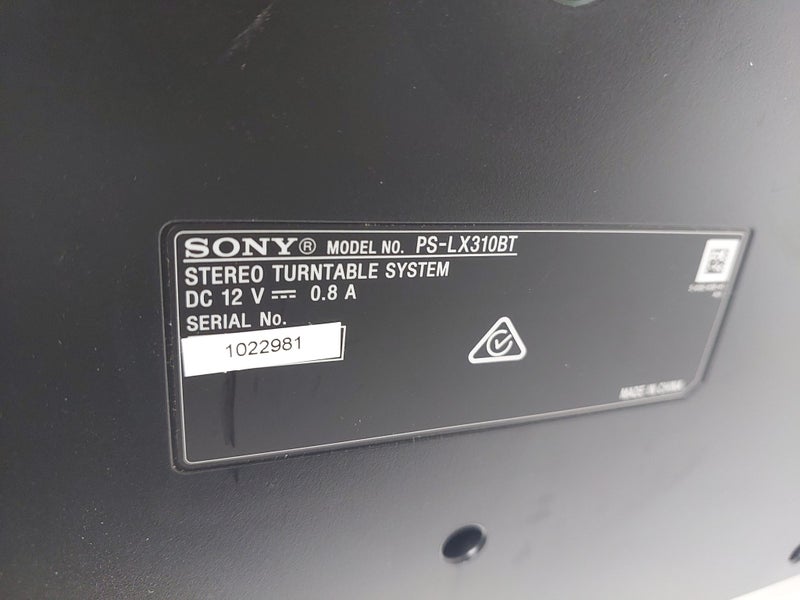 SONY® MODEL NO. PS-LX310BT
STEREO TURNTABLE SYSTEM
DC 12 V ⎓ 0.8 A
SERIAL No.
1022981
MADE IN CHINA